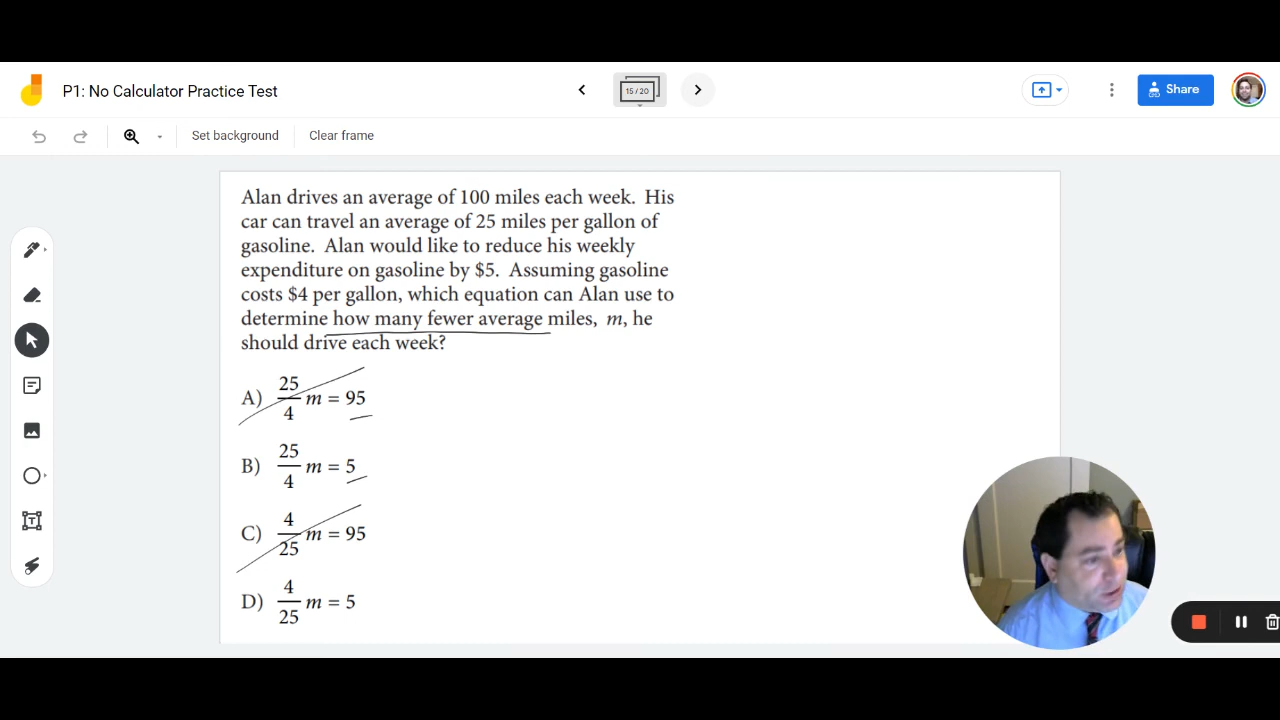 P1: No Calculator Practice Test
15 / 20
Share
Set background
Clear frame
Alan drives an average of 100 miles each week. His
car can travel an average of 25 miles per gallon of
gasoline. Alan would like to reduce his weekly
expenditure on gasoline by $5. Assuming gasoline
costs $4 per gallon, which equation can Alan use to
determine how many fewer average miles, m, he
should drive each week?
A) 25/4 m = 95
B) 25/4 m = 5
C) 4/25 m = 95
D) 4/25 m = 5